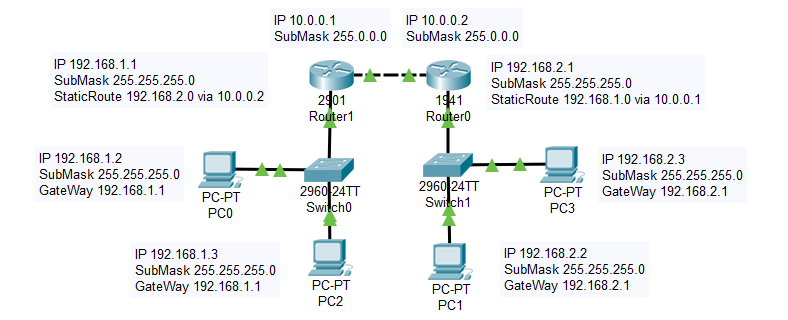 IP 10.0.0.1
SubMask 255.0.0.0
IP 10.0.0.2
SubMask 255.0.0.0
IP 192.168.1.1
SubMask 255.255.255.0
StaticRoute 192.168.2.0 via 10.0.0.2
2901
Router1
1941
Router0
IP 192.168.2.1
SubMask 255.255.255.0
StaticRoute 192.168.1.0 via 10.0.0.1
IP 192.168.1.2
SubMask 255.255.255.0
GateWay 192.168.1.1
PC-PT
PC0
2960-24TT
Switch0
2960-24TT
Switch1
PC-PT
PC3
IP 192.168.2.3
SubMask 255.255.255.0
GateWay 192.168.2.1
IP 192.168.1.3
SubMask 255.255.255.0
GateWay 192.168.1.1
PC-PT
PC2
PC-PT
PC1
IP 192.168.2.2
SubMask 255.255.255.0
GateWay 192.168.2.1